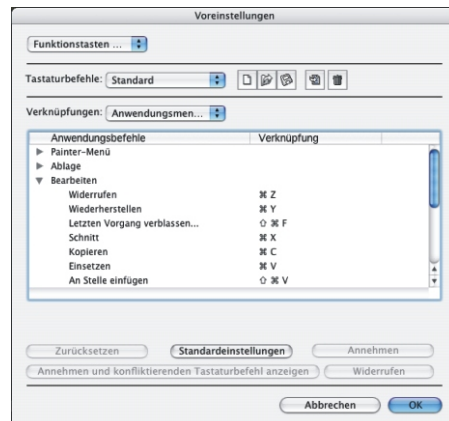 Voreinstellungen
Funktionstasten ...
Tastaturbefehle: Standard
Verknüpfungen: Anwendungsmen...
Anwendungsbefehle Verknüpfung
Painter-Menü
Ablage
Bearbeiten
Widerrufen ⌘ Z
Wiederherstellen ⌘ Y
Letzten Vorgang verblassen... ⇧ ⌘ F
Schnitt ⌘ X
Kopieren ⌘ C
Einsetzen ⌘ V
An Stelle einfügen ⇧ ⌘ V
Zurücksetzen Standardeinstellungen Annehmen
Annehmen und konfliktierenden Tastaturbefehl anzeigen Widerrufen
Abbrechen OK